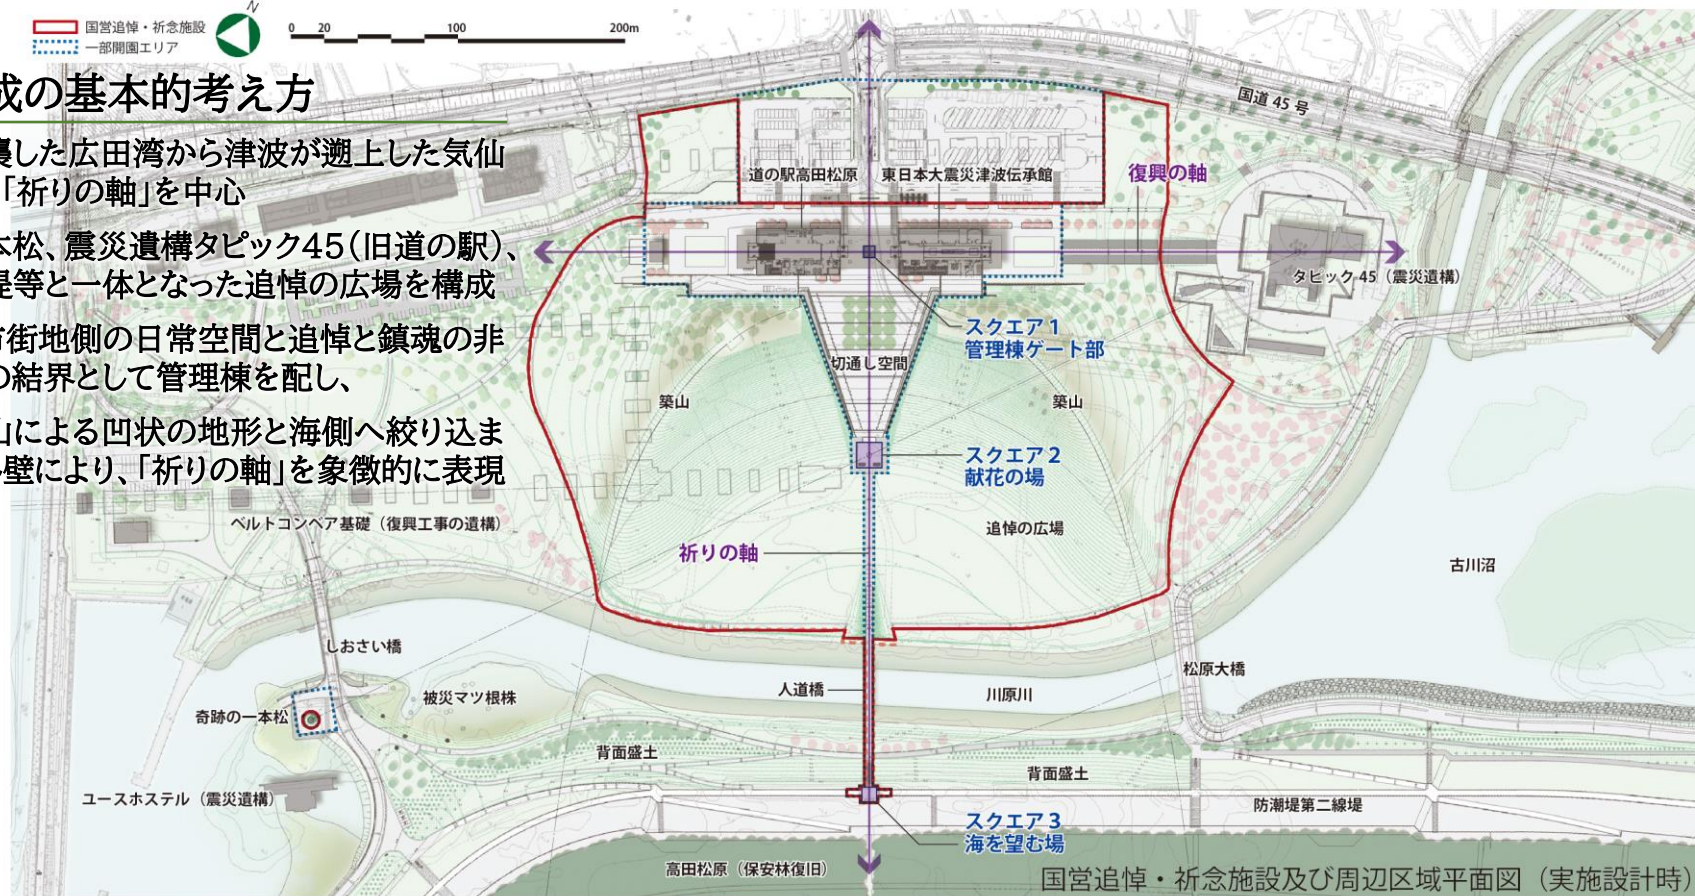 国営追悼・祈念施設
一部開園エリア
N
0 20 100 200m
成の基本的考え方
襲した広田湾から津波が遡上した気仙
「祈りの軸」を中心
本松、震災遺構タピック45(旧道の駅)、
堤等と一体となった追悼の広場を構成
市街地側の日常空間と追悼と鎮魂の非
の結界として管理棟を配し、
山による凹状の地形と海側へ絞り込ま
壁により、「祈りの軸」を象徴的に表現
国道 45 号
道の駅高田松原
東日本大震災津波伝承館
復興の軸
タピック 45（震災遺構）
スクエア 1
管理棟ゲート部
切通し空間
築山
築山
スクエア 2
献花の場
追悼の広場
祈りの軸
ベルトコンベア基礎（復興工事の遺構）
古川沼
しおさい橋
松原大橋
被災マツ根株
人道橋
川原川
奇跡の一本松
背面盛土
背面盛土
ユースホステル（震災遺構）
防潮堤第二線堤
スクエア 3
海を望む場
高田松原（保安林復旧）
国営追悼・祈念施設及び周辺区域平面図（実施設計時）